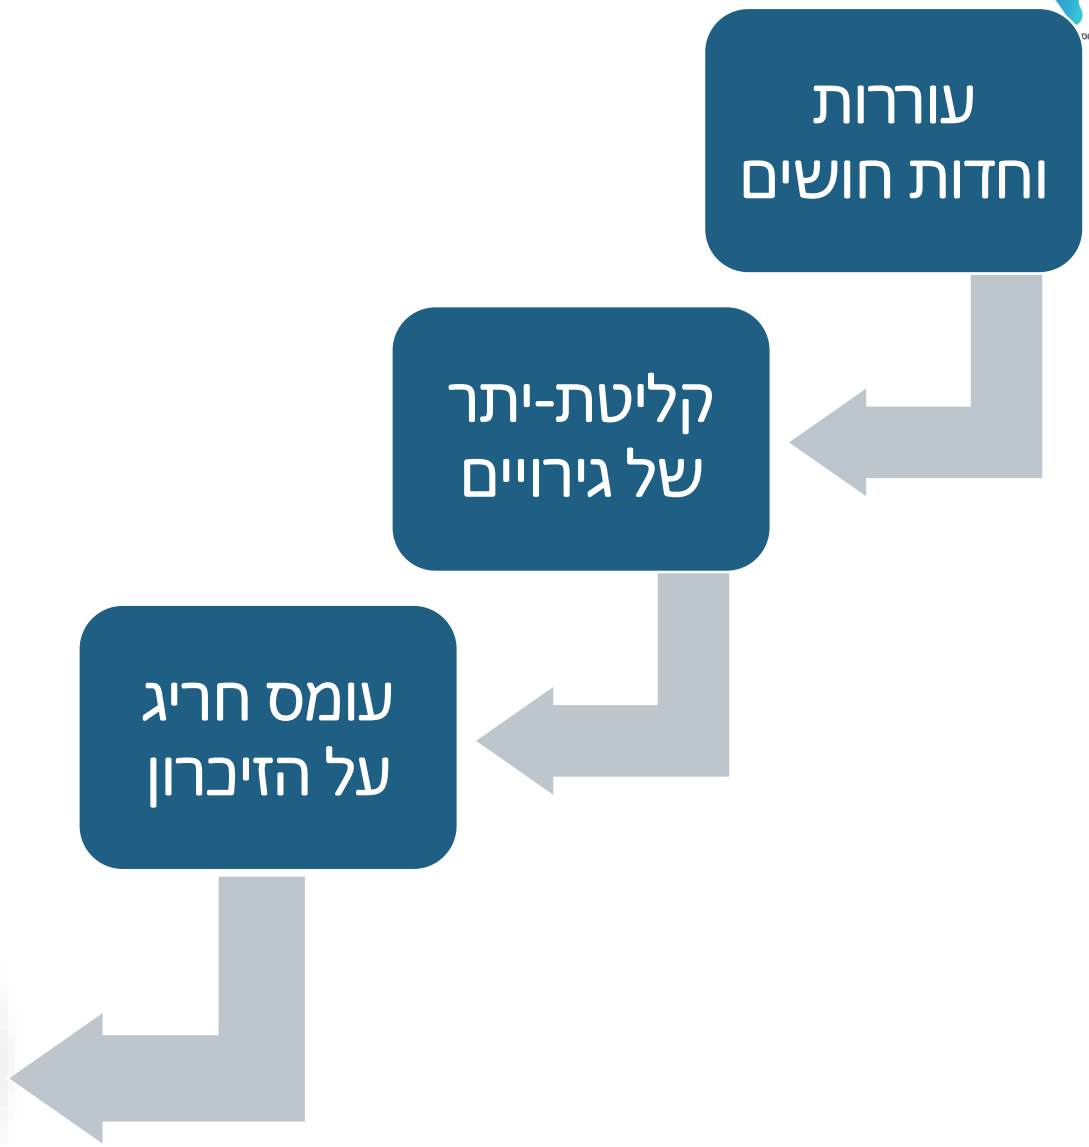 עוררות
וחדות חושים
קליטת-יתר
של גירויים
עומס חריג
על הזיכרון